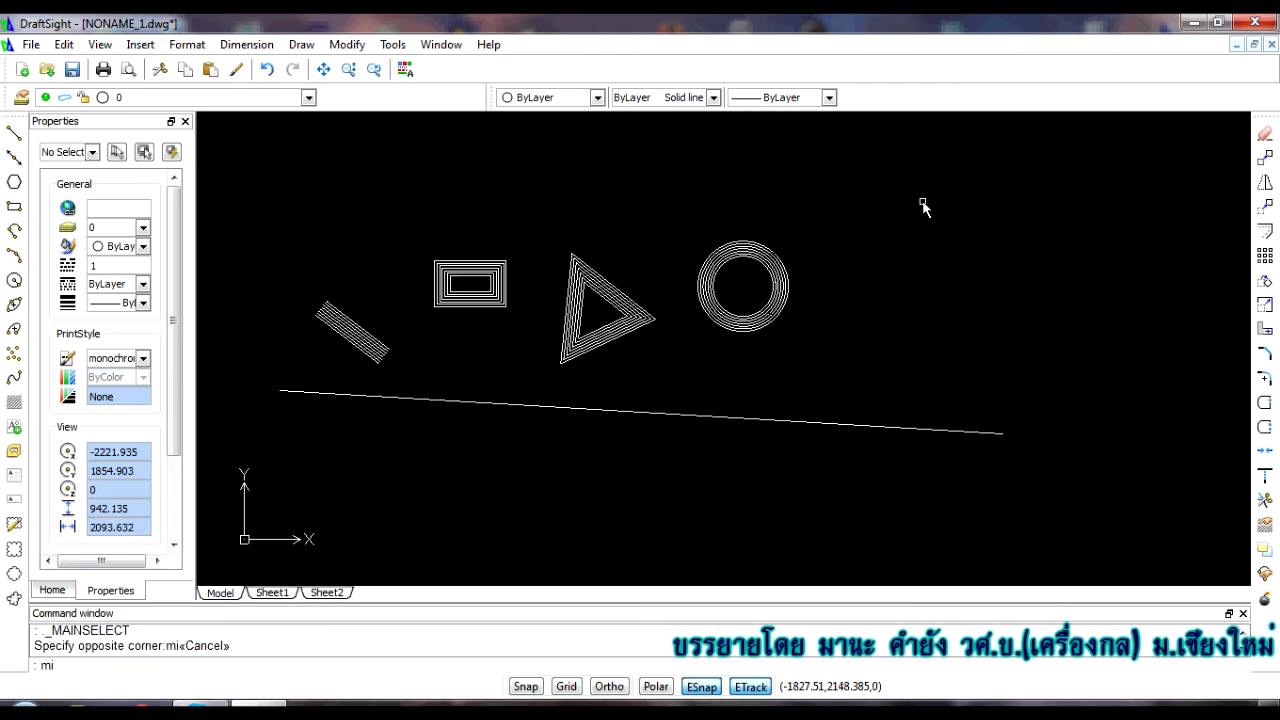 DraftSight - [NONAME_1.dwg*]
File Edit View Insert Format Dimension Draw Modify Tools Window Help
0 ByLayer ByLayer Solid line ByLayer
Properties
No Select
General
0
ByLay
1
ByLayer
ByL
PrintStyle
monochror
ByColor
None
View
-2221.935
1854.903
0
942.135
2093.632
Y
X
Home Properties
Model Sheet1 Sheet2
Command window
: ._MAINSELECT
Specify opposite corner:mi«Cancel»
: mi
บรรยายโดย มานะ คำยัง วศ.บ.(เครื่องกล) ม.เชียงใหม่
Snap Grid Ortho Polar ESnap ETrack (-1827.51,2148.385,0)